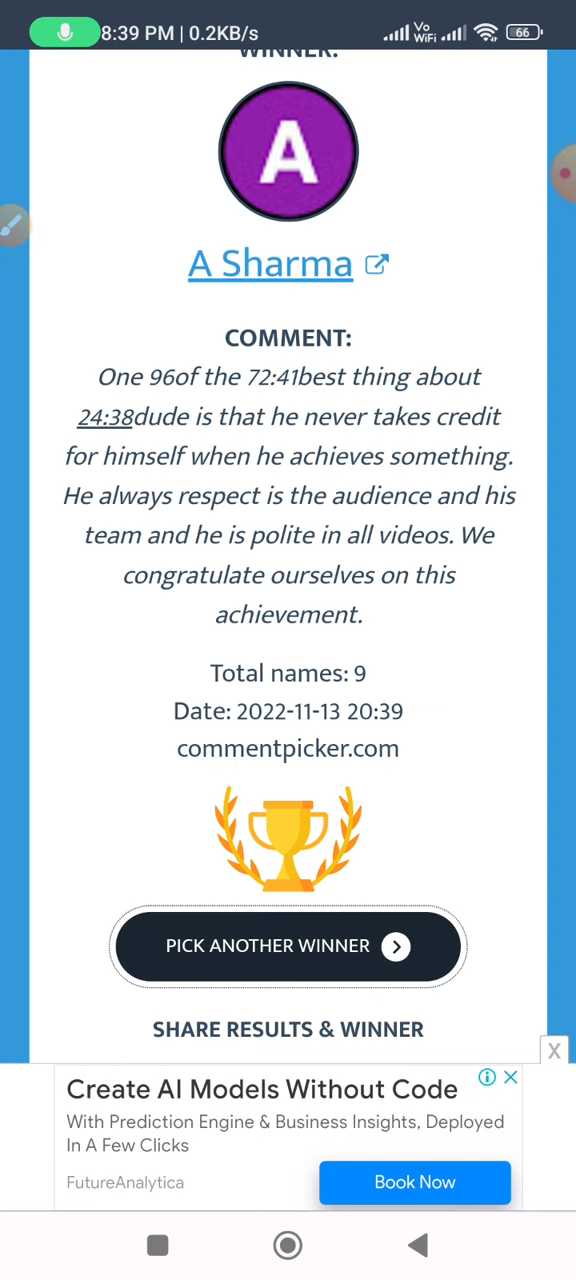 8:39 PM | 0.2KB/s Vo WiFi 66
WINNER:
A
A Sharma
COMMENT:
One 96of the 72:41best thing about
24:38dude is that he never takes credit
for himself when he achieves something.
He always respect is the audience and his
team and he is polite in all videos. We
congratulate ourselves on this
achievement.
Total names: 9
Date: 2022-11-13 20:39
commentpicker.com
PICK ANOTHER WINNER
SHARE RESULTS & WINNER
X
Create AI Models Without Code
With Prediction Engine & Business Insights, Deployed
In A Few Clicks
FutureAnalytica
Book Now